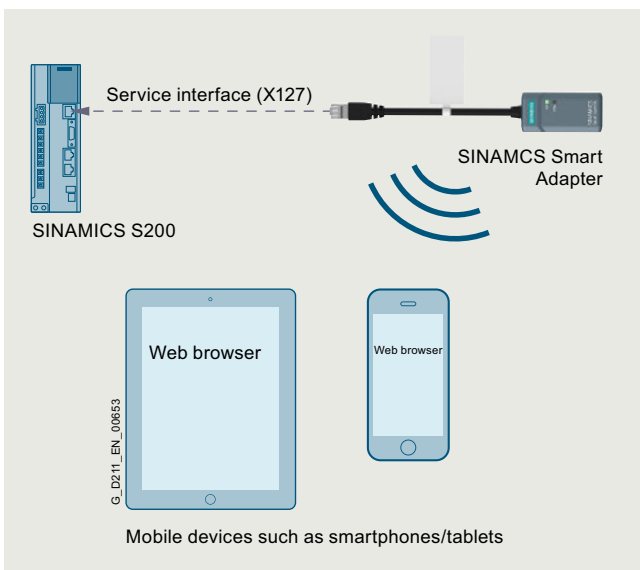 Service interface (X127)
SINAMCS Smart
Adapter
SINAMICS S200
Web browser
Web browser
G_D211_EN_00653
Mobile devices such as smartphones/tablets